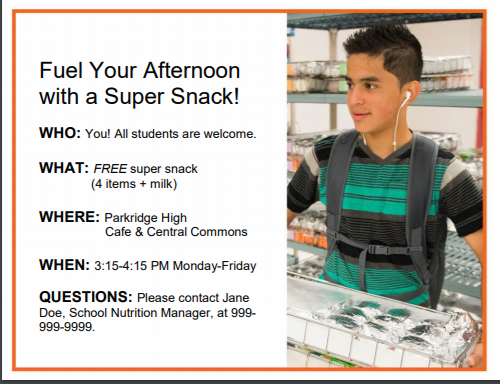 Fuel Your Afternoon
with a Super Snack!
WHO: You! All students are welcome.
WHAT: FREE super snack
(4 items + milk)
WHERE: Parkridge High
Cafe & Central Commons
WHEN: 3:15-4:15 PM Monday-Friday
QUESTIONS: Please contact Jane
Doe, School Nutrition Manager, at 999-
999-9999.